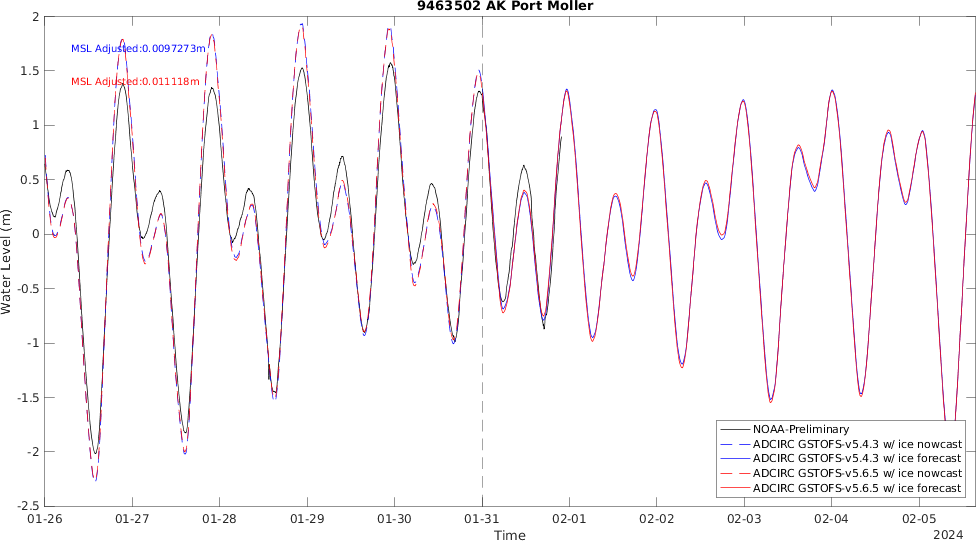 9463502 AK Port Moller
MSL Adjusted:0.0097273m
MSL Adjusted:0.011118m
Water Level (m)
2
1.5
1
0.5
0
-0.5
-1
-1.5
-2
-2.5
NOAA-Preliminary
ADCIRC GSTOFS-v5.4.3 w/ ice nowcast
ADCIRC GSTOFS-v5.4.3 w/ ice forecast
ADCIRC GSTOFS-v5.6.5 w/ ice nowcast
ADCIRC GSTOFS-v5.6.5 w/ ice forecast
01-26 01-27 01-28 01-29 01-30 01-31 02-01 02-02 02-03 02-04 02-05
Time
2024